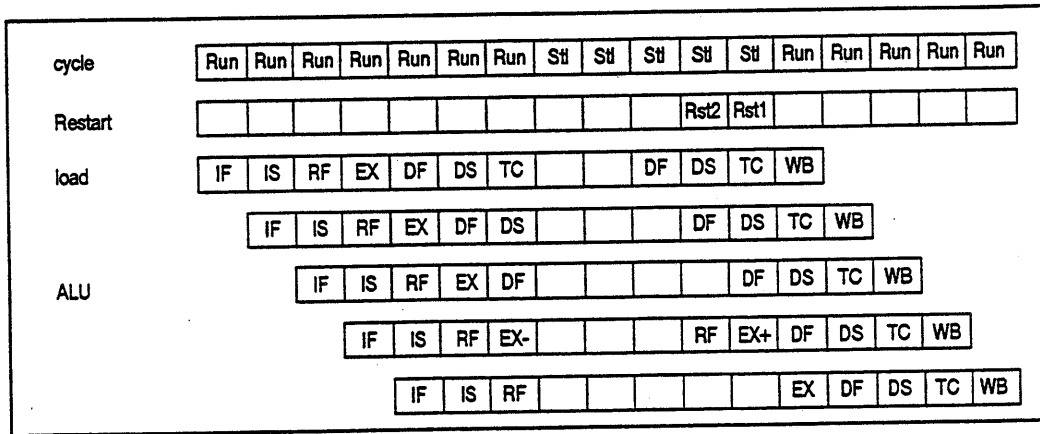 cycle Run Run Run Run Run Run Run Stl Stl Stl Stl Stl Run Run Run Run Run
Restart Rst2 Rst1
load IF IS RF EX DF DS TC DF DS TC WB
IF IS RF EX DF DS DF DS TC WB
ALU IF IS RF EX DF DF DS TC WB
IF IS RF EX- RF EX+ DF DS TC WB
IF IS RF EX DF DS TC WB